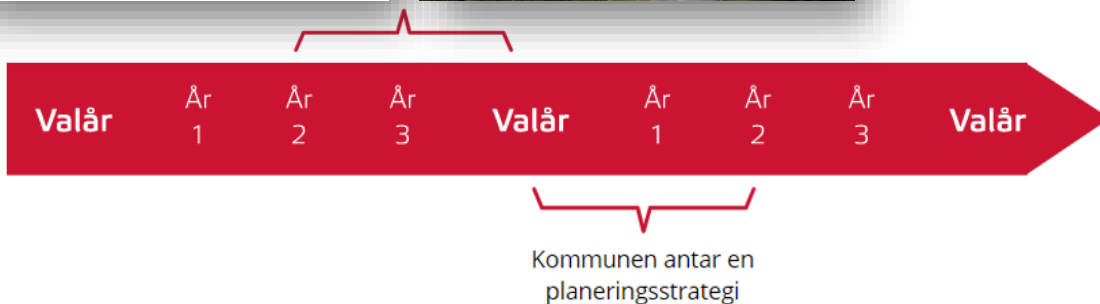 Valår År 1 År 2 År 3 Valår År 1 År 2 År 3 Valår
Kommunen antar en
planeringsstrategi